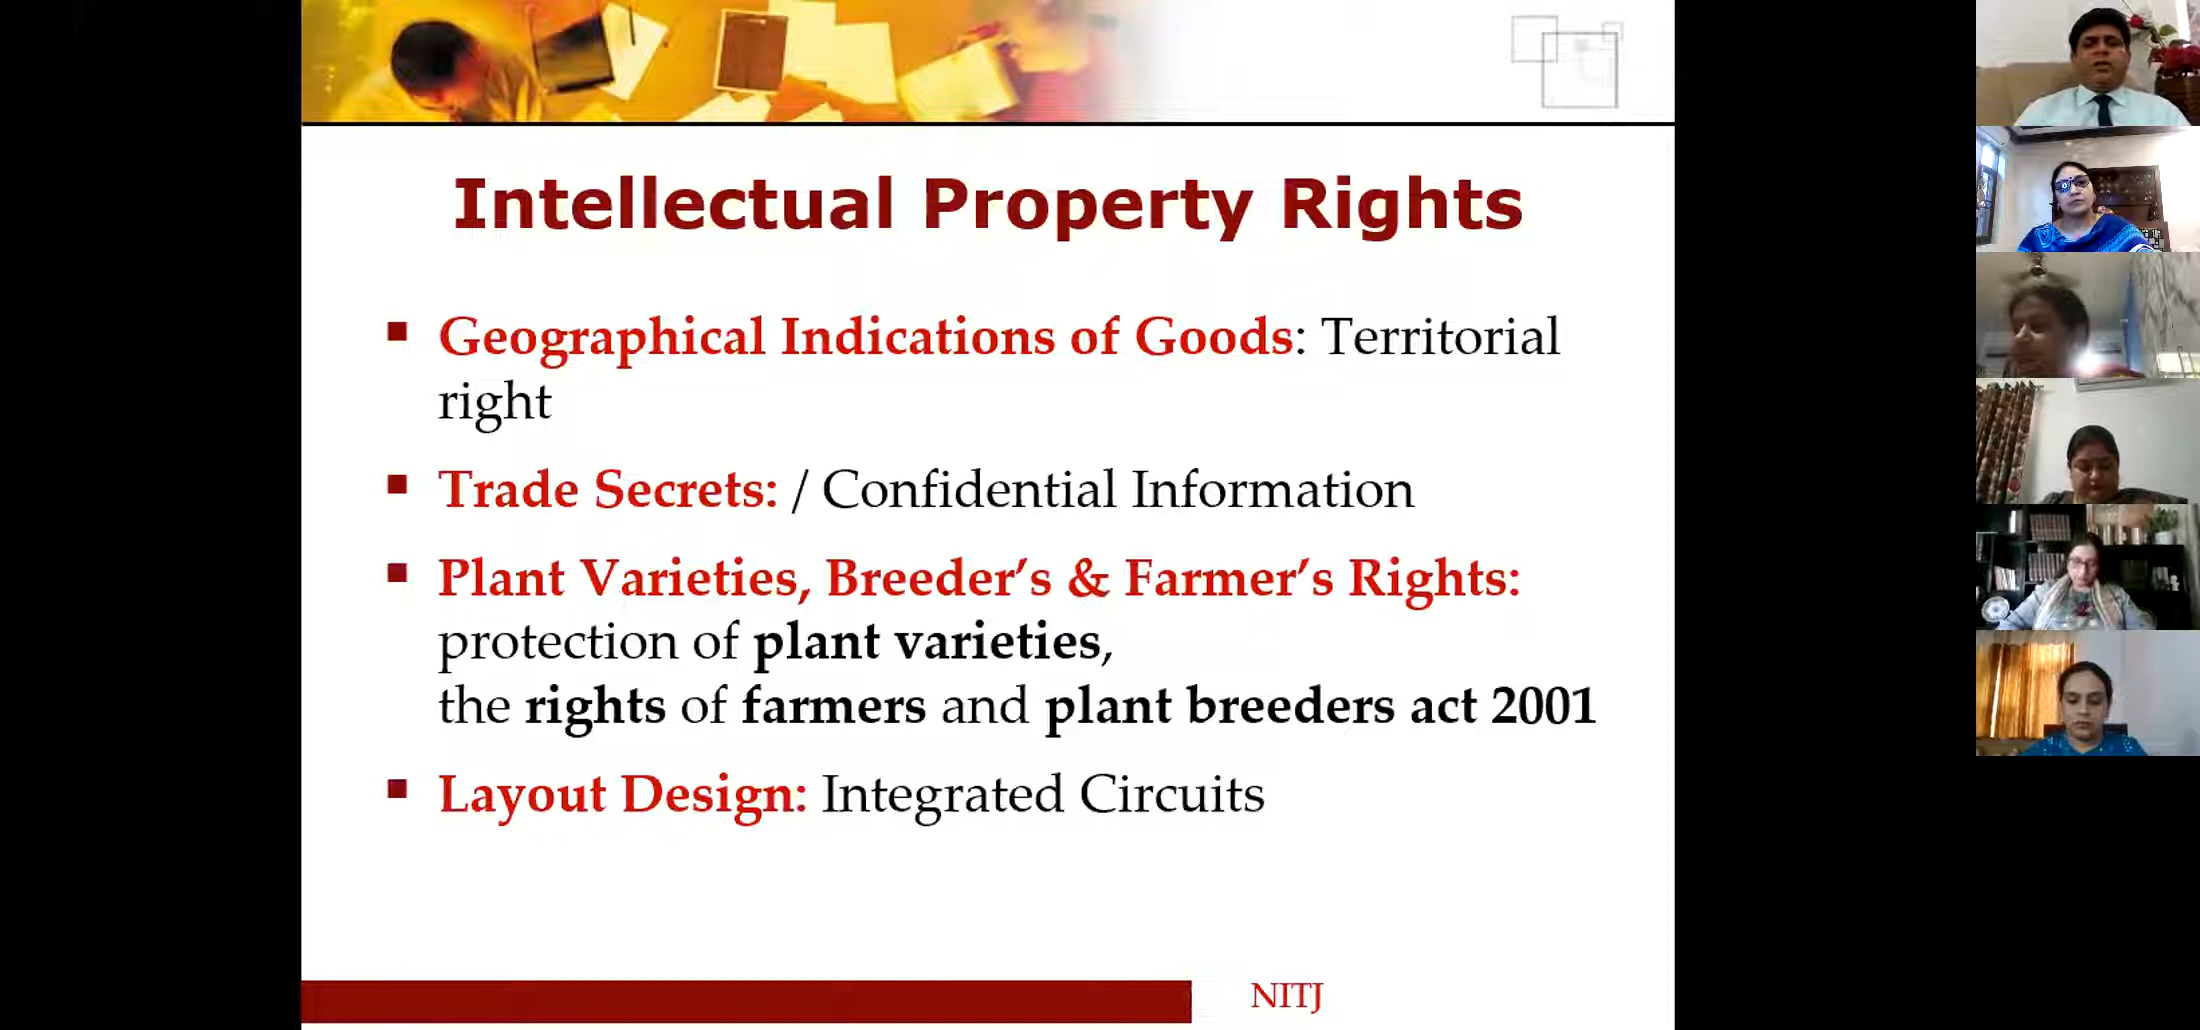 Intellectual Property Rights
Geographical Indications of Goods: Territorial
right
Trade Secrets: / Confidential Information
Plant Varieties, Breeder’s & Farmer’s Rights:
protection of plant varieties,
the rights of farmers and plant breeders act 2001
Layout Design: Integrated Circuits
NITJ